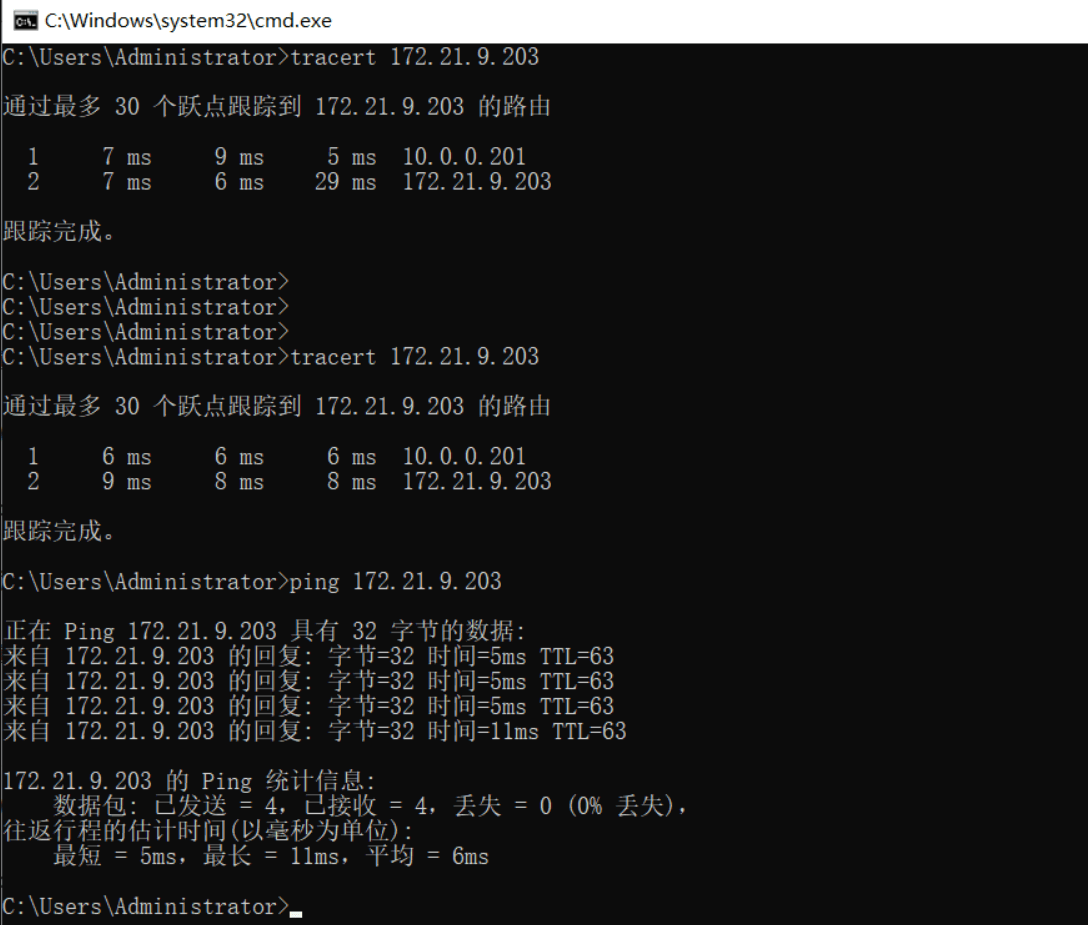 C:\Windows\system32\cmd.exe
C:\Users\Administrator>tracert 172.21.9.203
通过最多 30 个跃点跟踪到 172.21.9.203 的路由
1 7 ms 9 ms 5 ms 10.0.0.201
2 7 ms 6 ms 29 ms 172.21.9.203
跟踪完成。
C:\Users\Administrator>
C:\Users\Administrator>
C:\Users\Administrator>
C:\Users\Administrator>tracert 172.21.9.203
通过最多 30 个跃点跟踪到 172.21.9.203 的路由
1 6 ms 6 ms 6 ms 10.0.0.201
2 9 ms 8 ms 8 ms 172.21.9.203
跟踪完成。
C:\Users\Administrator>ping 172.21.9.203
正在 Ping 172.21.9.203 具有 32 字节的数据:
来自 172.21.9.203 的回复: 字节=32 时间=5ms TTL=63
来自 172.21.9.203 的回复: 字节=32 时间=5ms TTL=63
来自 172.21.9.203 的回复: 字节=32 时间=5ms TTL=63
来自 172.21.9.203 的回复: 字节=32 时间=11ms TTL=63
172.21.9.203 的 Ping 统计信息:
数据包: 已发送 = 4，已接收 = 4，丢失 = 0 (0% 丢失)，
往返行程的估计时间(以毫秒为单位):
最短 = 5ms，最长 = 11ms，平均 = 6ms
C:\Users\Administrator>